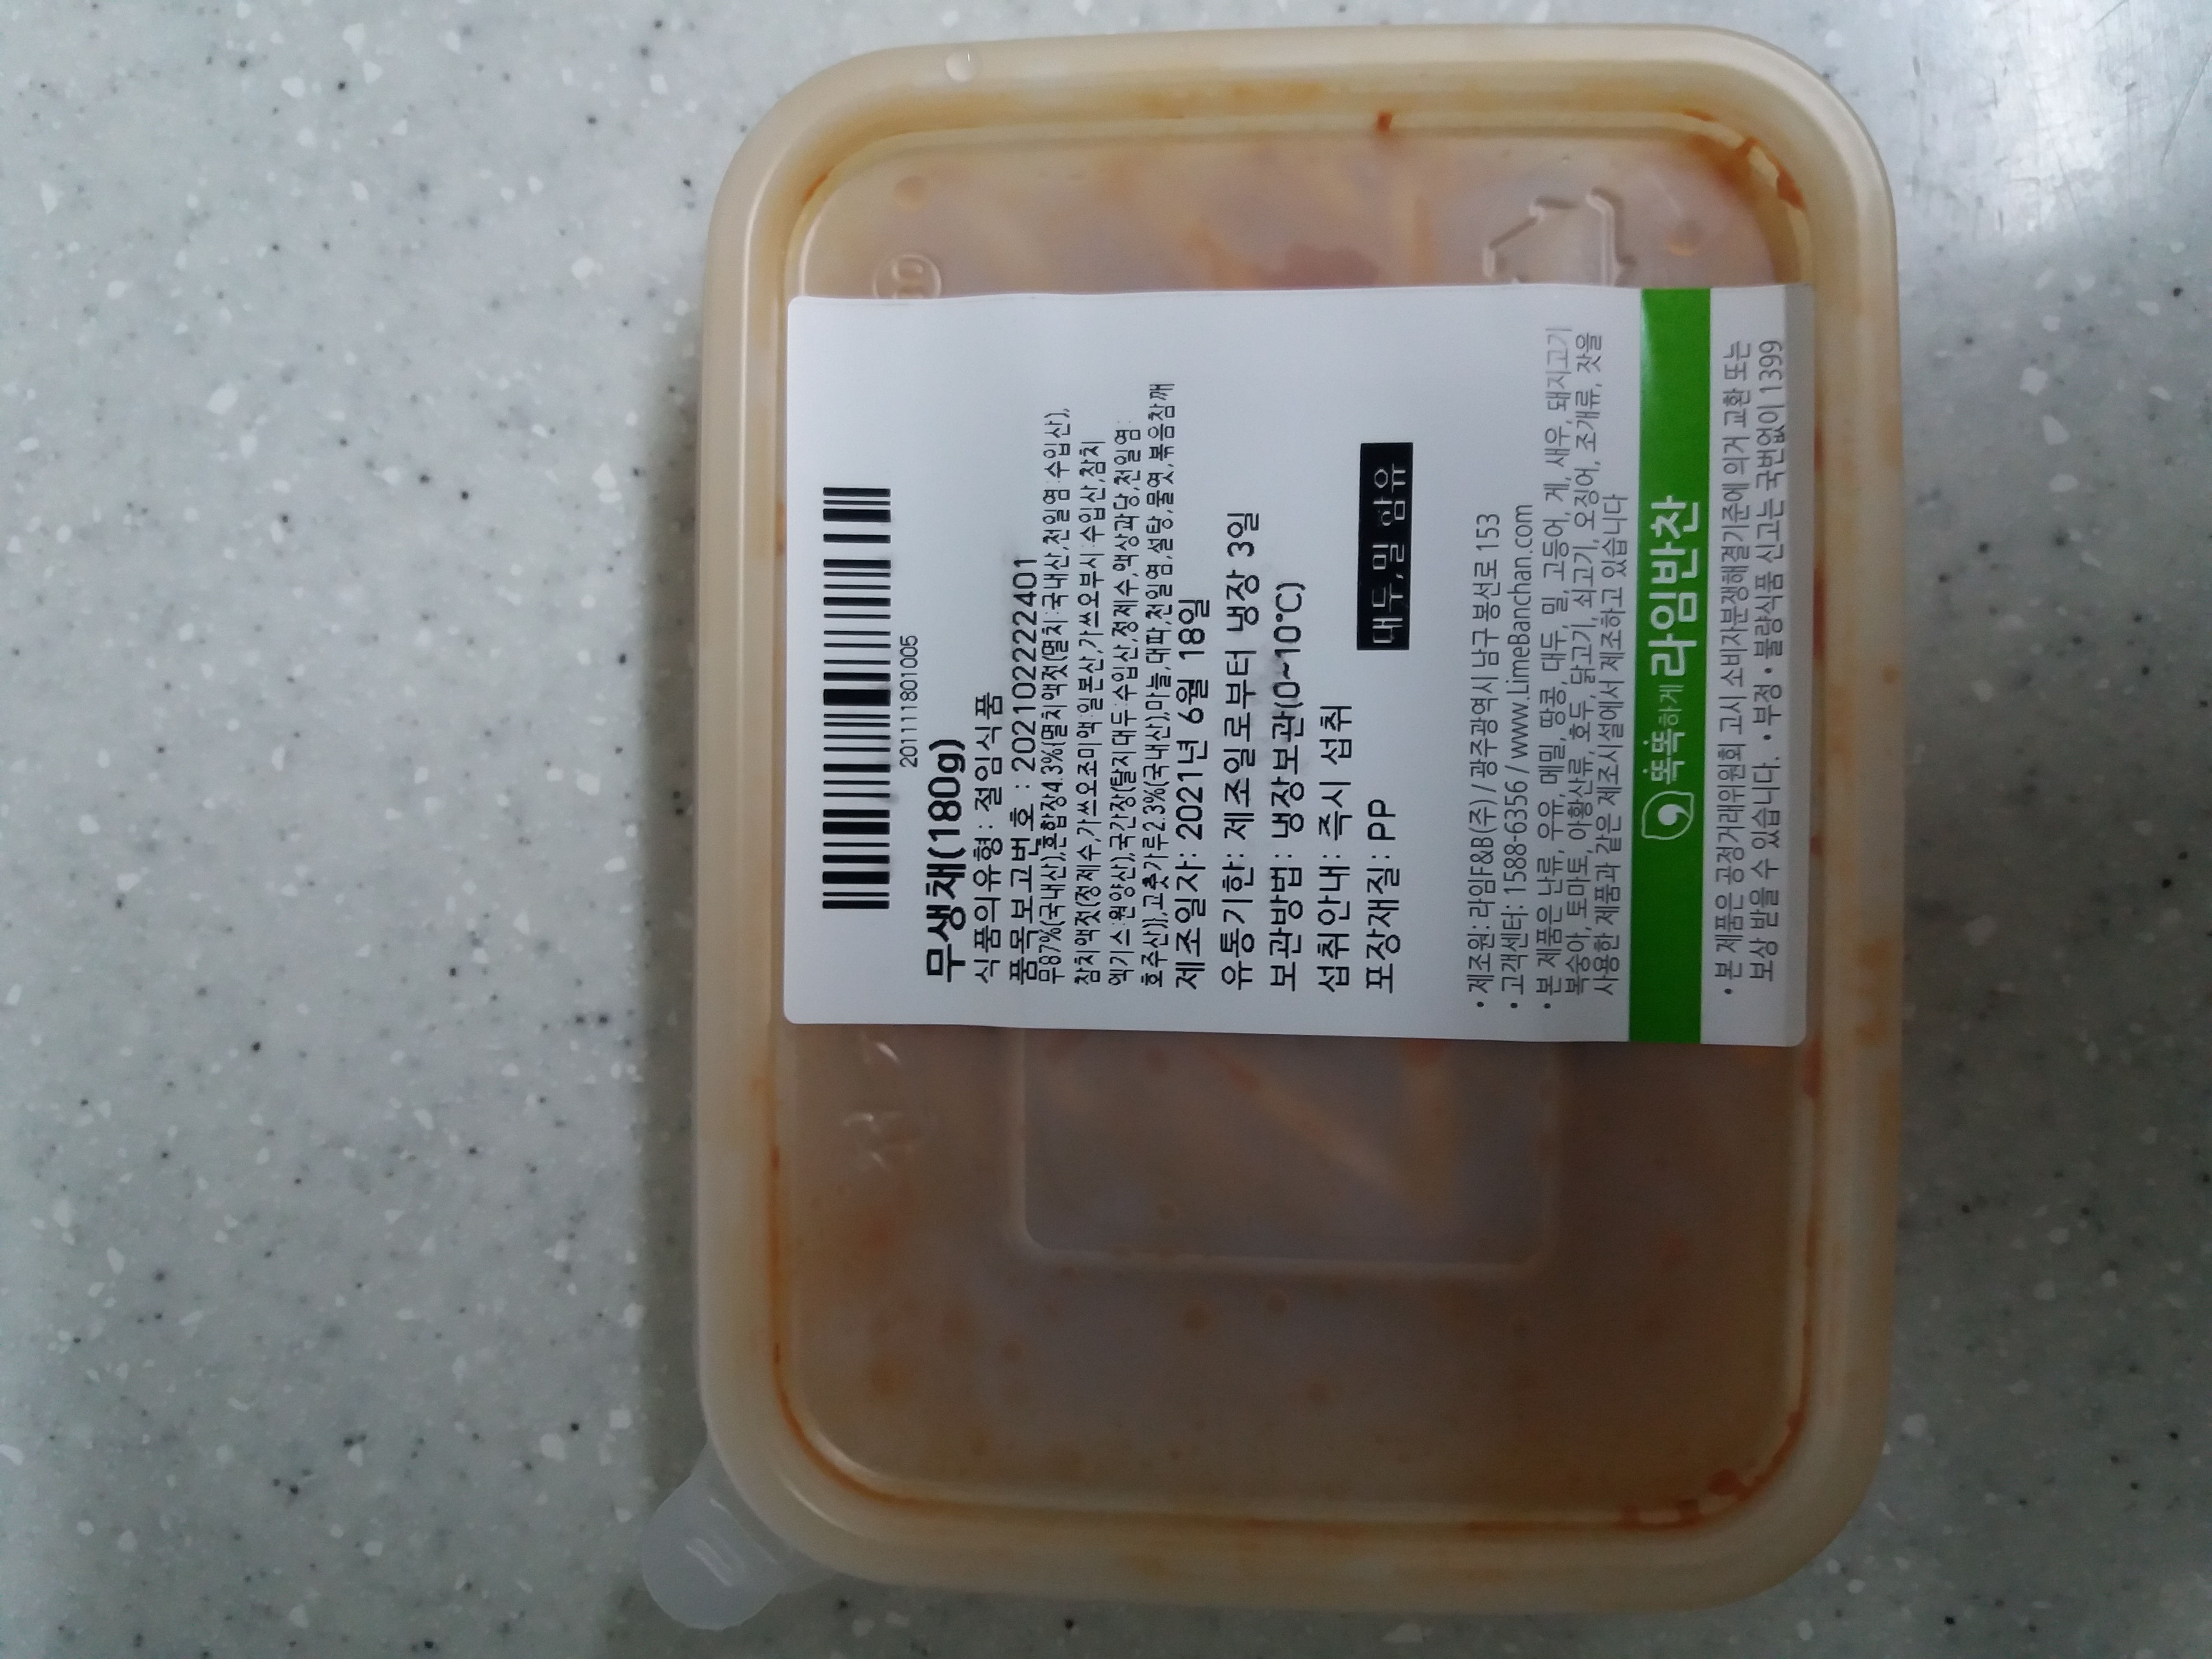 201111801005
무생채(180g)
식품의유형: 절임식품
품목보고번호 : 2021022222401
무87%(국내산),혼합장4.3%{멸치액젓(멸치:국내산,천일염:수입산),
참치액젓(정제수,가쓰오조미액:일본산,가쓰오부시:수입산,참치
엑기스:원양산),국간장(탈지대두:수입산,정제수,액상과당,천일염:
호주산)},고춧가루2.3%(국내산),마늘,대파,천일염,설탕,물엿,볶음참깨
제조일자: 2021년 6월 18일
유통기한: 제조일로부터 냉장 3일
보관방법: 냉장보관(0~10℃)
섭취안내: 즉시 섭취
포장재질: PP
대두,밀 함유
• 제조원: 라임F&B(주) / 광주광역시 남구 봉선로 153
• 고객센터: 1588-6356 / www.LimeBanchan.com
• 본 제품은 난류, 우유, 메밀, 땅콩, 대두, 밀, 고등어, 게, 새우, 돼지고기
복숭아, 토마토, 아황산류, 호두, 닭고기, 쇠고기, 오징어, 조개류, 잣을
사용한 제품과 같은 제조시설에서 제조하고 있습니다
똑똑하게 라임반찬
• 본 제품은 공정거래위원회 고시 소비자분쟁해결기준에 의거 교환 또는
보상 받을 수 있습니다. • 부정 • 불량식품 신고는 국번없이 1399